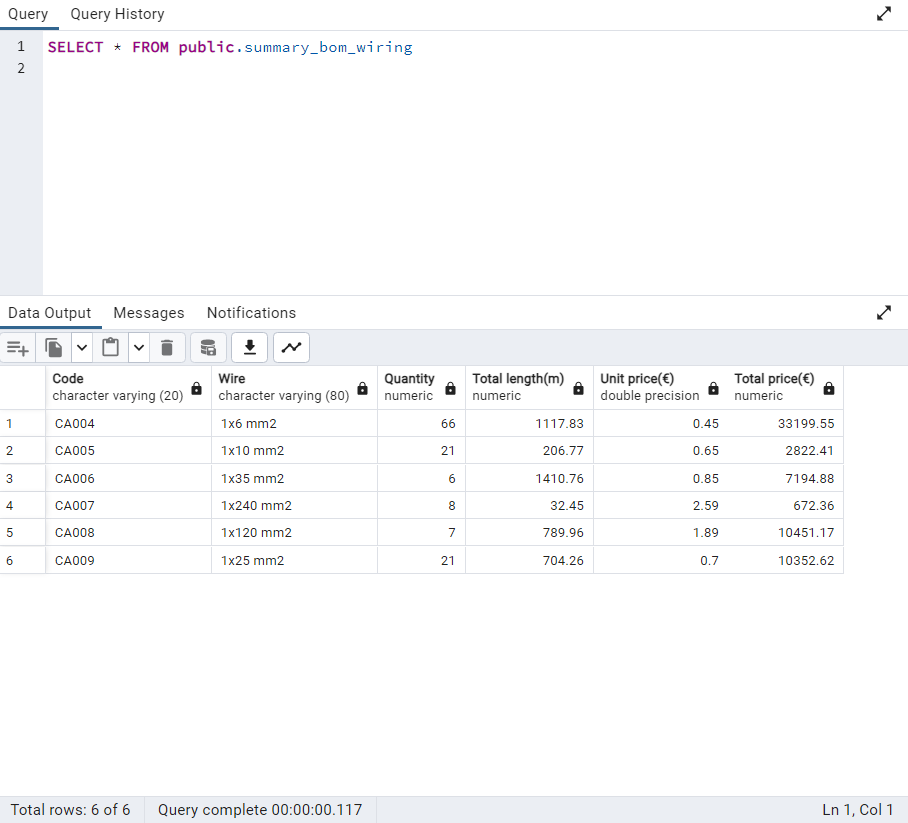 Query Query History
1 SELECT * FROM public.summary_bom_wiring
2
Data Output Messages Notifications
Code Wire Quantity Total length(m) Unit price(€) Total price(€)
character varying (20) character varying (80) numeric numeric double precision numeric
1 CA004 1x6 mm2 66 1117.83 0.45 33199.55
2 CA005 1x10 mm2 21 206.77 0.65 2822.41
3 CA006 1x35 mm2 6 1410.76 0.85 7194.88
4 CA007 1x240 mm2 8 32.45 2.59 672.36
5 CA008 1x120 mm2 7 789.96 1.89 10451.17
6 CA009 1x25 mm2 21 704.26 0.7 10352.62
Total rows: 6 of 6 Query complete 00:00:00.117 Ln 1, Col 1